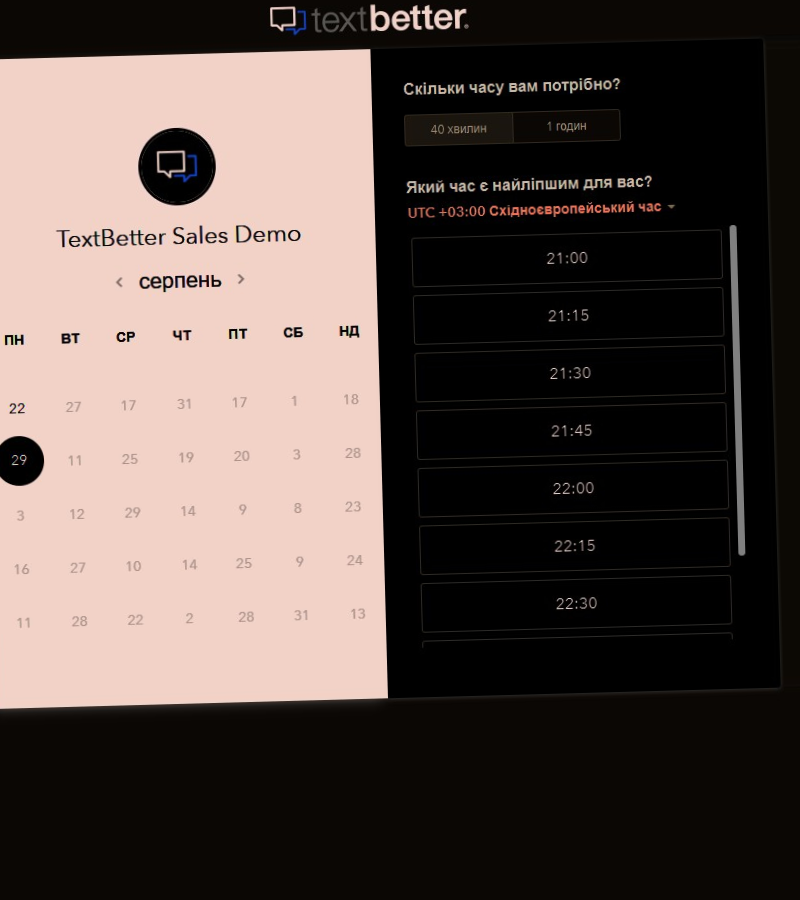 textbetter.
TextBetter Sales Demo
серпень
ПН ВТ СР ЧТ ПТ СБ НД
22 27 17 31 17 1 18
29 11 25 19 20 3 28
3 12 29 14 9 8 23
16 27 10 14 25 9 24
11 28 22 2 28 31 13
Скільки часу вам потрібно?
40 хвилин 1 годин
Який час є найліпшим для вас?
UTC +03:00 Східноєвропейський час
21:00
21:15
21:30
21:45
22:00
22:15
22:30